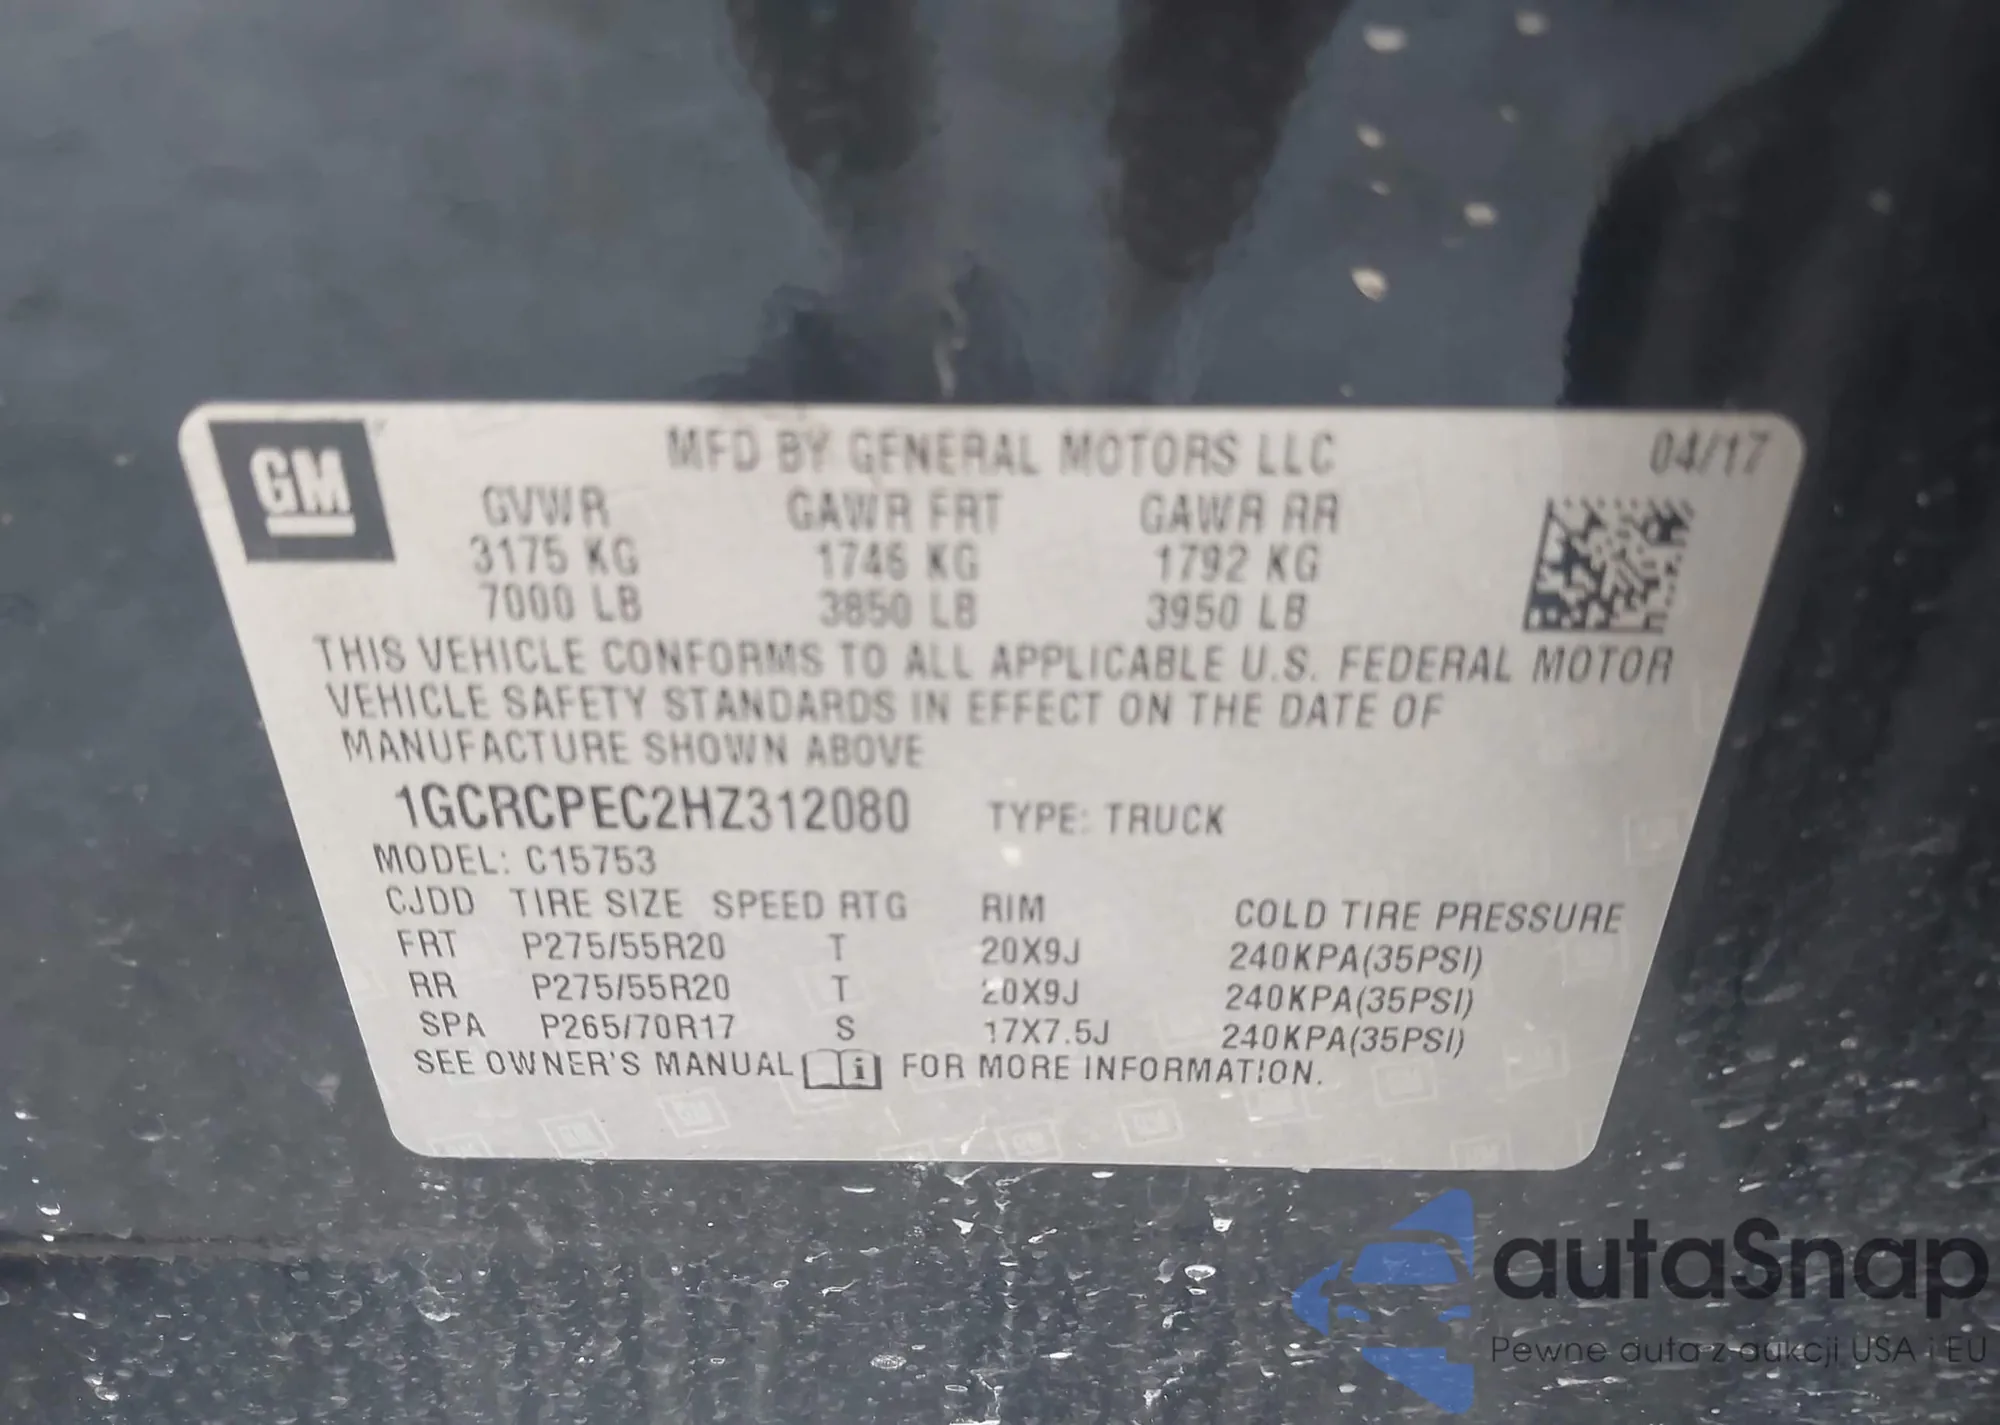 GM
MFD BY GENERAL MOTORS LLC 04/17
GVWR GAWR FRT GAWR RR
3175 KG 1746 KG 1792 KG
7000 LB 3850 LB 3950 LB
THIS VEHICLE CONFORMS TO ALL APPLICABLE U.S. FEDERAL MOTOR
VEHICLE SAFETY STANDARDS IN EFFECT ON THE DATE OF
MANUFACTURE SHOWN ABOVE
1GCRCPEC2HZ312080 TYPE: TRUCK
MODEL: C15753
CJDD TIRE SIZE SPEED RTG RIM COLD TIRE PRESSURE
FRT P275/55R20 T 20X9J 240KPA(35PSI)
RR P275/55R20 T 20X9J 240KPA(35PSI)
SPA P265/70R17 S 17X7.5J 240KPA(35PSI)
SEE OWNER'S MANUAL i FOR MORE INFORMATION.
autaSnap
Pewne auta z aukcji USA i EU